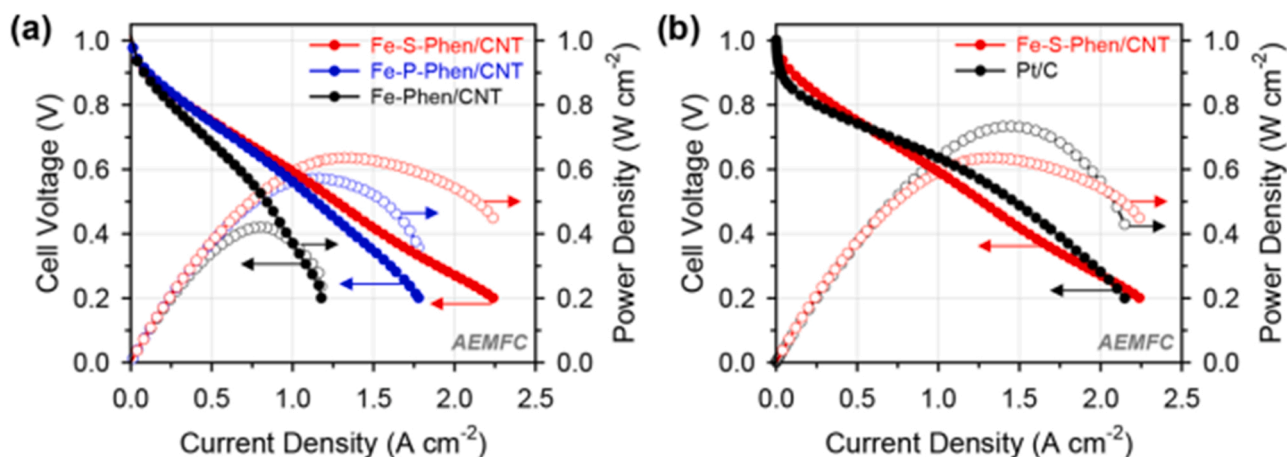 (a)
Fe-S-Phen/CNT
Fe-P-Phen/CNT
Fe-Phen/CNT
1.0
0.8
0.6
0.4
0.2
0.0
Cell Voltage (V)
1.0
0.8
0.6
0.4
0.2
0.0
Power Density (W cm-2)
AEMFC
0.0 0.5 1.0 1.5 2.0 2.5
Current Density (A cm-2)
(b)
Fe-S-Phen/CNT
Pt/C
1.0
0.8
0.6
0.4
0.2
0.0
Cell Voltage (V)
1.0
0.8
0.6
0.4
0.2
0.0
Power Density (W cm-2)
AEMFC
0.0 0.5 1.0 1.5 2.0 2.5
Current Density (A cm-2)